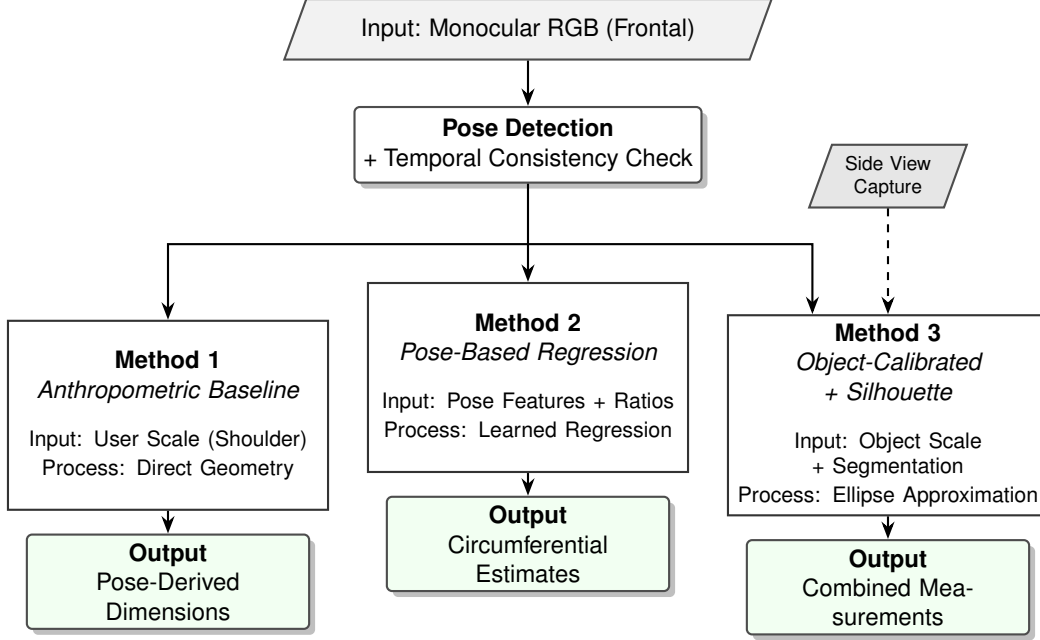 Input: Monocular RGB (Frontal)
Pose Detection
+ Temporal Consistency Check
Side View
Capture
Method 1
Anthropometric Baseline
Input: User Scale (Shoulder)
Process: Direct Geometry
Output
Pose-Derived
Dimensions
Method 2
Pose-Based Regression
Input: Pose Features + Ratios
Process: Learned Regression
Output
Circumferential
Estimates
Method 3
Object-Calibrated
+ Silhouette
Input: Object Scale
+ Segmentation
Process: Ellipse Approximation
Output
Combined Mea-
surements